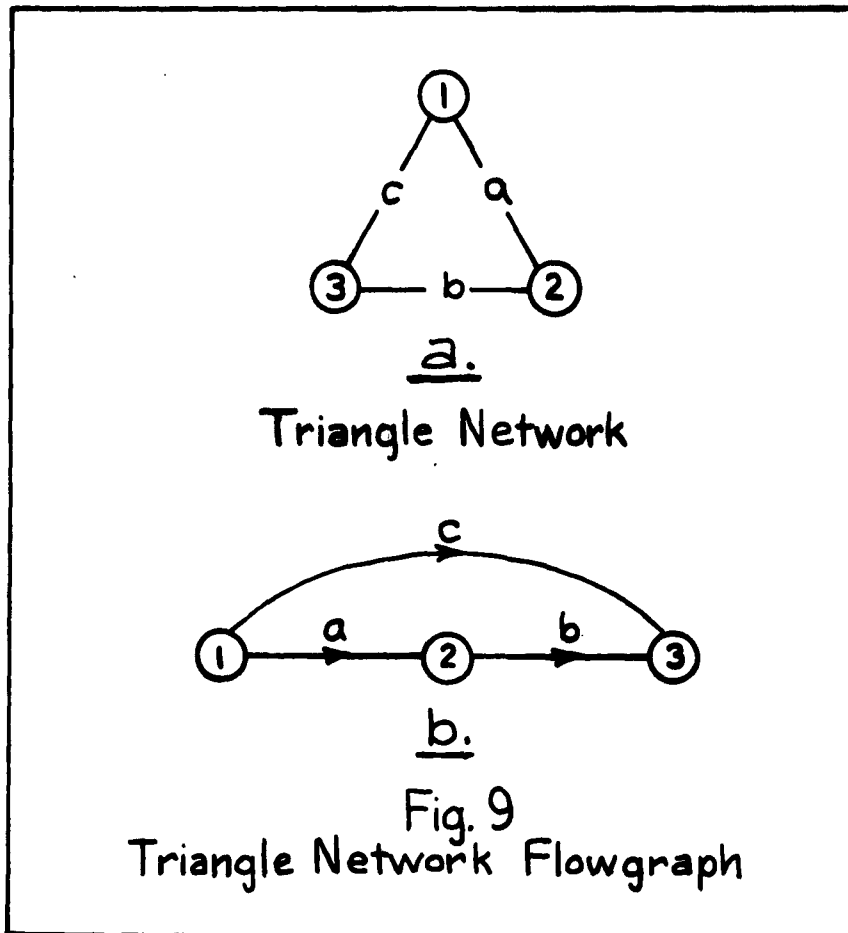 1
c a
3 b 2
a.
Triangle Network
c
a b
1 2 3
b.
Fig. 9
Triangle Network Flowgraph